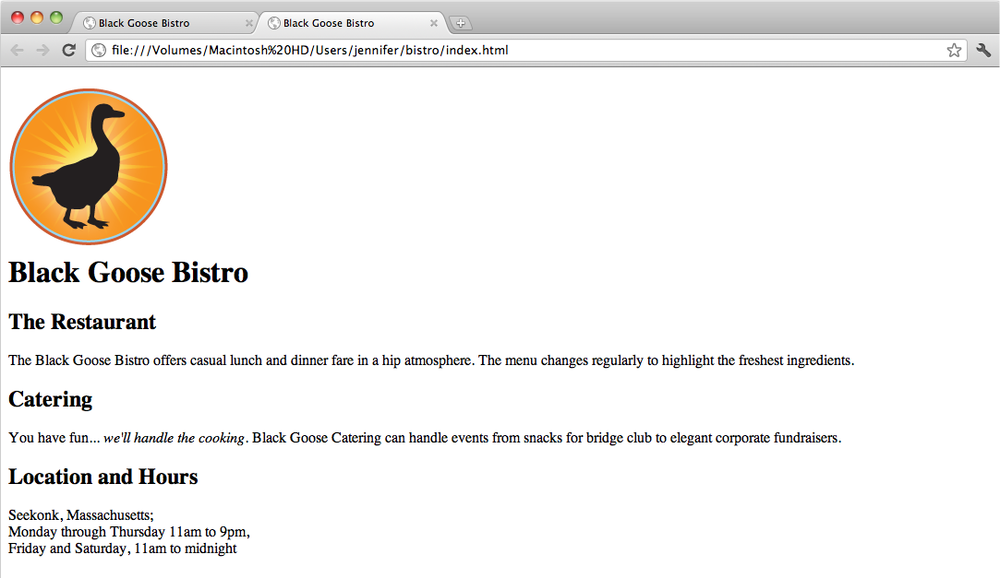 Black Goose Bistro
Black Goose Bistro
file:///Volumes/Macintosh%20HD/Users/jennifer/bistro/index.html
Black Goose Bistro
The Restaurant
The Black Goose Bistro offers casual lunch and dinner fare in a hip atmosphere. The menu changes regularly to highlight the freshest ingredients.
Catering
You have fun... we'll handle the cooking. Black Goose Catering can handle events from snacks for bridge club to elegant corporate fundraisers.
Location and Hours
Seekonk, Massachusetts;
Monday through Thursday 11am to 9pm,
Friday and Saturday, 11am to midnight